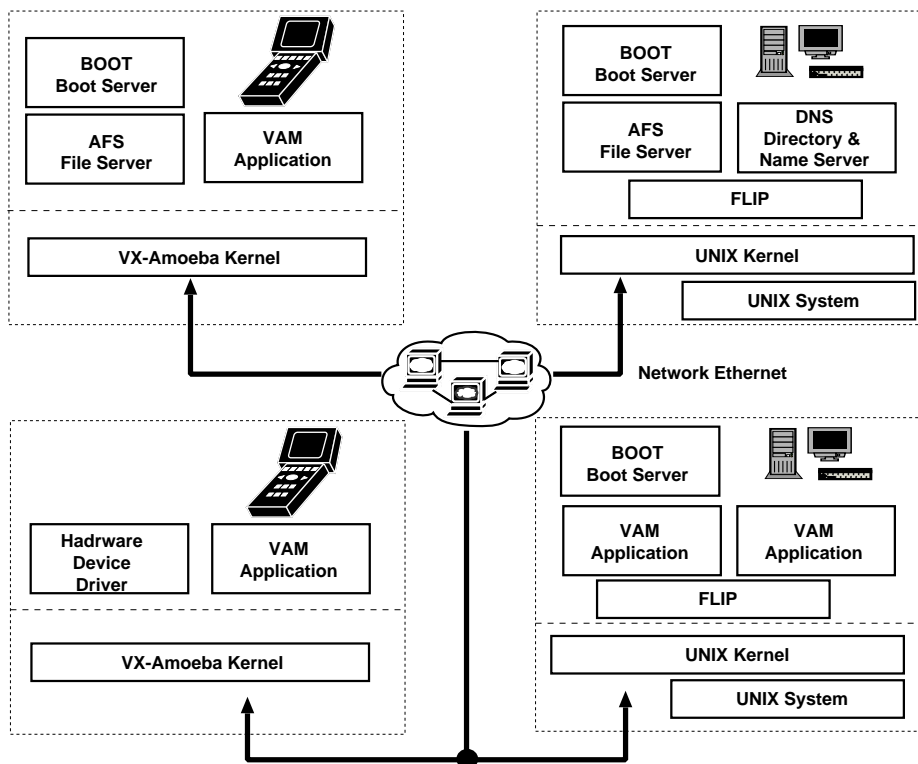 BOOT
Boot Server
AFS
File Server
VAM
Application
VX-Amoeba Kernel
BOOT
Boot Server
AFS
File Server
DNS
Directory &
Name Server
FLIP
UNIX Kernel
UNIX System
Network Ethernet
Hadrware
Device
Driver
VAM
Application
VX-Amoeba Kernel
BOOT
Boot Server
VAM
Application
VAM
Application
FLIP
UNIX Kernel
UNIX System